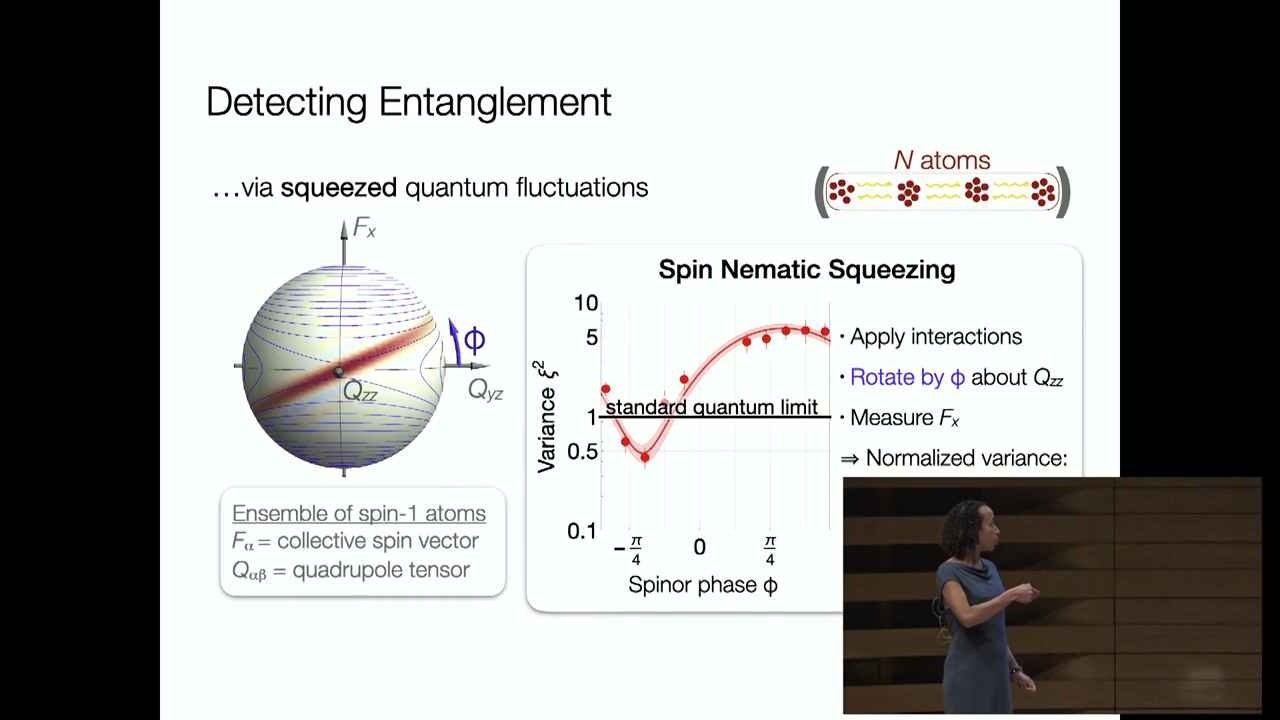 Detecting Entanglement
...via squeezed quantum fluctuations
N atoms
Fx
ϕ
Qzz
Qyz
Ensemble of spin-1 atoms
Fα = collective spin vector
Qαβ = quadrupole tensor
Spin Nematic Squeezing
10
5
1
0.5
0.1
Variance ξ²
standard quantum limit
-π/4
0
π/4
Spinor phase ϕ
· Apply interactions
· Rotate by ϕ about Qzz
· Measure Fx
⇒ Normalized variance: